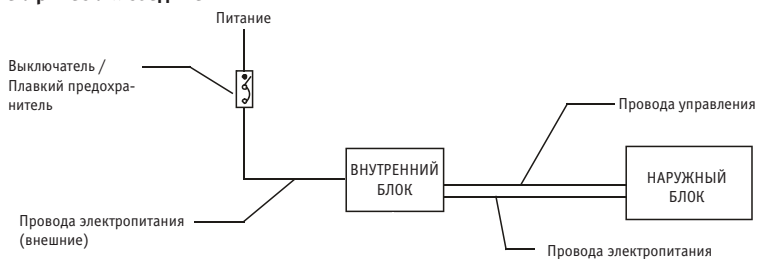 Питание
Выключатель /
Плавкий предохра-
нитель
Провода управления
ВНУТРЕННИЙ
БЛОК
НАРУЖНЫЙ
БЛОК
Провода электропитания
(внешние)
Провода электропитания